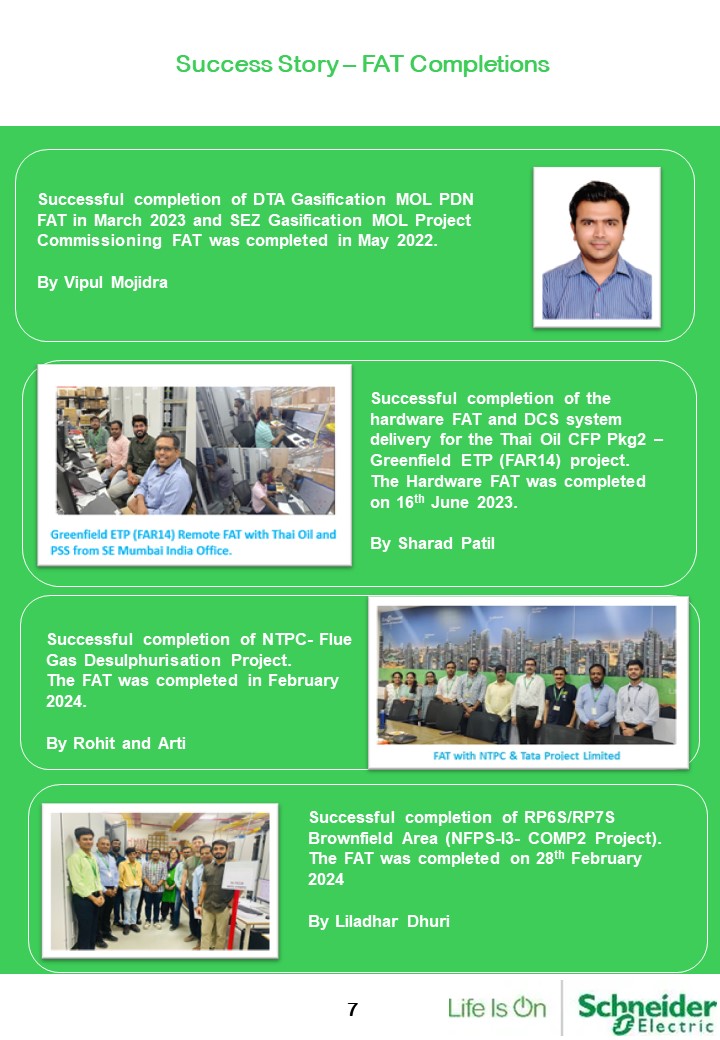 Success Story – FAT Completions
Successful completion of DTA Gasification MOL PDN
FAT in March 2023 and SEZ Gasification MOL Project
Commissioning FAT was completed in May 2022.
By Vipul Mojidra
Greenfield ETP (FAR14) Remote FAT with Thai Oil and
PSS from SE Mumbai India Office.
Successful completion of the
hardware FAT and DCS system
delivery for the Thai Oil CFP Pkg2 –
Greenfield ETP (FAR14) project.
The Hardware FAT was completed
on 16th June 2023.
By Sharad Patil
Successful completion of NTPC- Flue
Gas Desulphurisation Project.
The FAT was completed in February
2024.
By Rohit and Arti
FAT with NTPC & Tata Project Limited
Successful completion of RP6S/RP7S
Brownfield Area (NFPS-I3- COMP2 Project).
The FAT was completed on 28th February
2024
By Liladhar Dhuri
7
Life Is On
Schneider
Electric